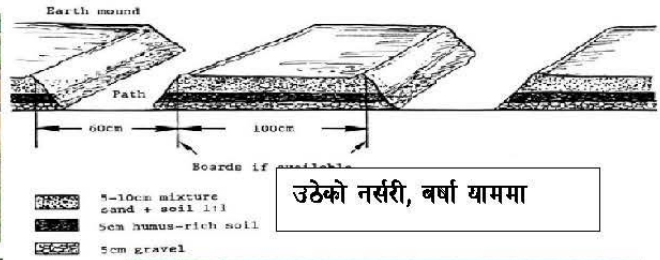 Earth mound
Path
60cm
100cm
Boards if available
उठेको नर्सरी, बर्षा याममा
5-10cm mixture
sand + soil 1:1
5cm humus-rich soil
5cm gravel